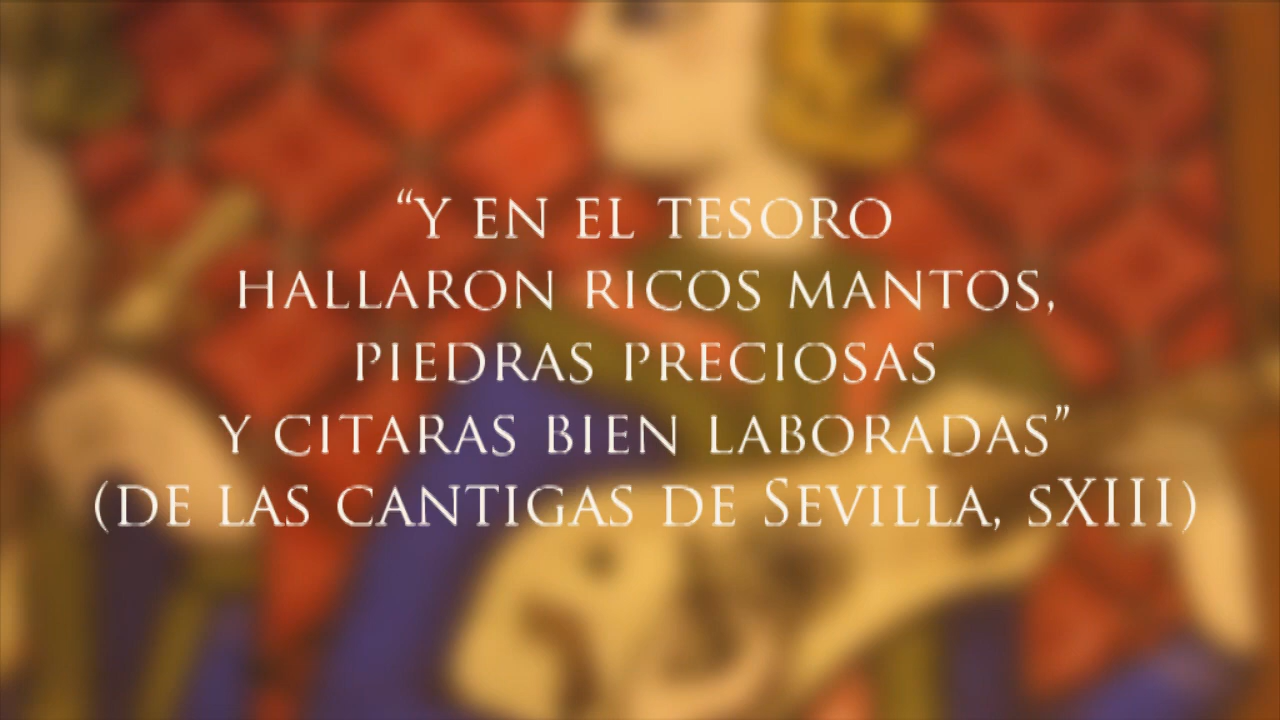 “Y EN EL TESORO
HALLARON RICOS MANTOS,
PIEDRAS PRECIOSAS
Y CITARAS BIEN LABORADAS”
(DE LAS CANTIGAS DE SEVILLA, SXIII)